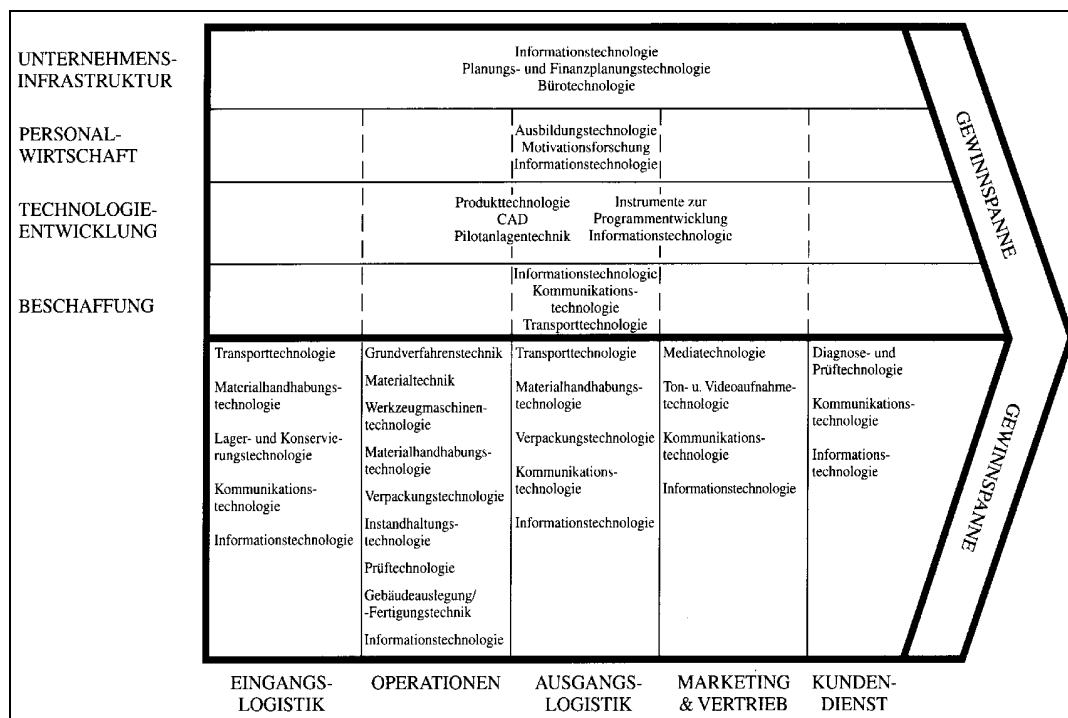 UNTERNEHMENS-
INFRASTRUKTUR
Informationstechnologie
Planungs- und Finanzplanungstechnologie
Bürotechnologie
PERSONAL-
WIRTSCHAFT
Ausbildungstechnologie
Motivationsforschung
Informationstechnologie
TECHNOLOGIE-
ENTWICKLUNG
Produkttechnologie
CAD
Pilotanlagentechnik
Instrumente zur
Programmentwicklung
Informationstechnologie
BESCHAFFUNG
Informationstechnologie
Kommunikations-
technologie
Transporttechnologie
GEWINNSPANNE
GEWINNSPANNE
Transporttechnologie
Materialhandhabungs-
technologie
Lager- und Konservie-
rungstechnologie
Kommunikations-
technologie
Informationstechnologie
Grundverfahrenstechnik
Materialtechnik
Werkzeugmaschinen-
technologie
Materialhandhabungs-
technologie
Verpackungstechnologie
Instandhaltungs-
technologie
Prüftechnologie
Gebäudeauslegung/
-Fertigungstechnik
Informationstechnologie
Transporttechnologie
Materialhandhabungs-
technologie
Verpackungstechnologie
Kommunikations-
technologie
Informationstechnologie
Mediatechnologie
Ton- u. Videoaufnahme-
technologie
Kommunikations-
technologie
Informationstechnologie
Diagnose- und
Prüftechnologie
Kommunikations-
technologie
Informations-
technologie
EINGANGS-
LOGISTIK
OPERATIONEN
AUSGANGS-
LOGISTIK
MARKETING
& VERTRIEB
KUNDEN-
DIENST